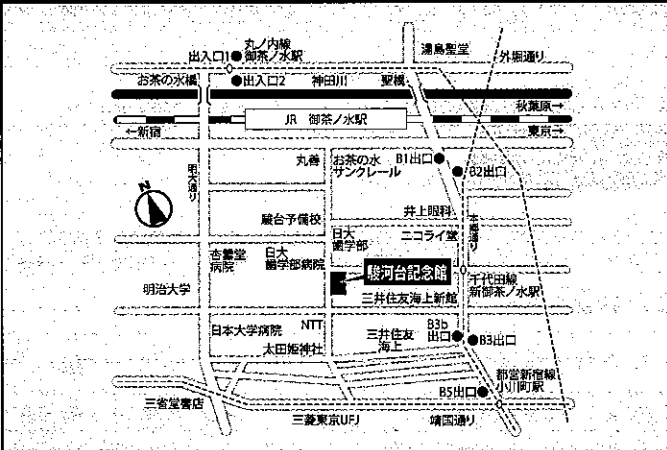 丸ノ内線
御茶ノ水駅
出入口1
湯島聖堂
外堀通り
お茶の水橋
出入口2
神田川
聖橋
秋葉原→
JR 御茶ノ水駅
←新宿
東京→
丸善
お茶の水
サンクレール
B1出口
B2出口
明大通り
N
駿台予備校
井上眼科
本郷通り
日大
歯学部
ニコライ堂
杏雲堂
病院
日大
歯学部病院
駿河台記念館
千代田線
新御茶ノ水駅
明治大学
三井住友海上新館
日本大学病院
NTT
三井住友
海上
B3b
出口
B3出口
太田姫神社
都営新宿線
小川町駅
B5出口
三省堂書店
三菱東京UFJ
靖国通り